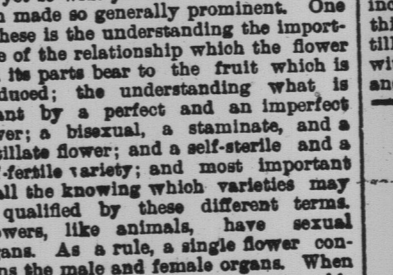 made so generally prominent. One
these is the understanding the import-
of the relationship which the flower
its parts bear to the fruit which is
duced; the understanding what is
ant by a perfect and an imperfect
ver; a bisexual, a staminate, and a
tillate flower; and a self-sterile and a
-fertile variety; and most important
all the knowing which varieties may
qualified by these different terms.
owers, like animals, have sexual
ans. As a rule, a single flower con-
ns the male and female organs. When